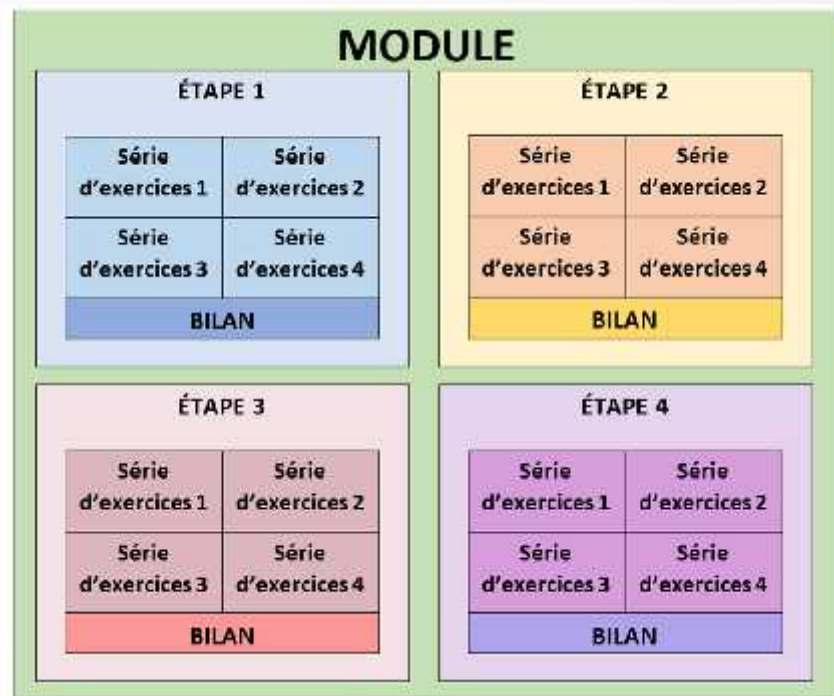 MODULE
ÉTAPE 1
Série d'exercices 1
Série d'exercices 2
Série d'exercices 3
Série d'exercices 4
BILAN
ÉTAPE 2
Série d'exercices 1
Série d'exercices 2
Série d'exercices 3
Série d'exercices 4
BILAN
ÉTAPE 3
Série d'exercices 1
Série d'exercices 2
Série d'exercices 3
Série d'exercices 4
BILAN
ÉTAPE 4
Série d'exercices 1
Série d'exercices 2
Série d'exercices 3
Série d'exercices 4
BILAN